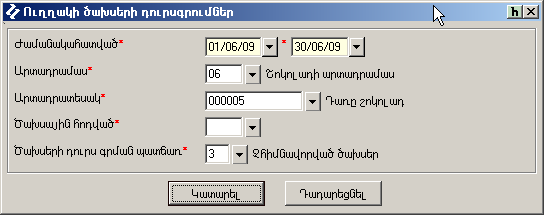 Ուղղակի ծախսերի դուրսգրումներ
Ժամանակահատված* 01/06/09 * 30/06/09
Արտադրամաս* 06 Շոկոլադի արտադրամաս
Արտադրատեսակ* 000005 Դառը շոկոլադ
Ծախսային հոդված*
Ծախսերի դուրս գրման պատճառ* 3 Չհիմնավորված ծախսեր
Կատարել Դադարեցնել